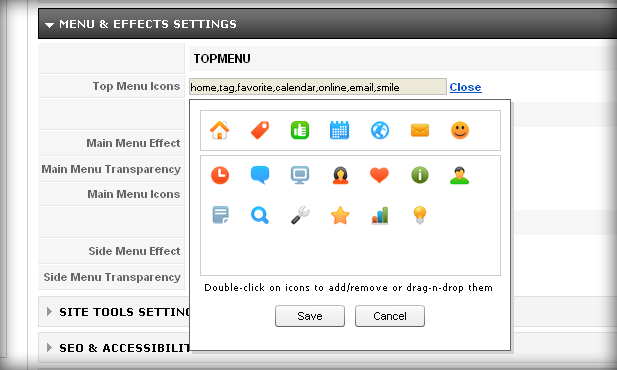 MENU & EFFECTS SETTINGS
TOPMENU
Top Menu Icons home,tag,favorite,calendar,online,email,smile Close
Main Menu Effect
Main Menu Transparency
Main Menu Icons
Side Menu Effect
Side Menu Transparency
Double-click on icons to add/remove or drag-n-drop them
Save Cancel
SITE TOOLS SETTIN
SEO & ACCESSIBILIT